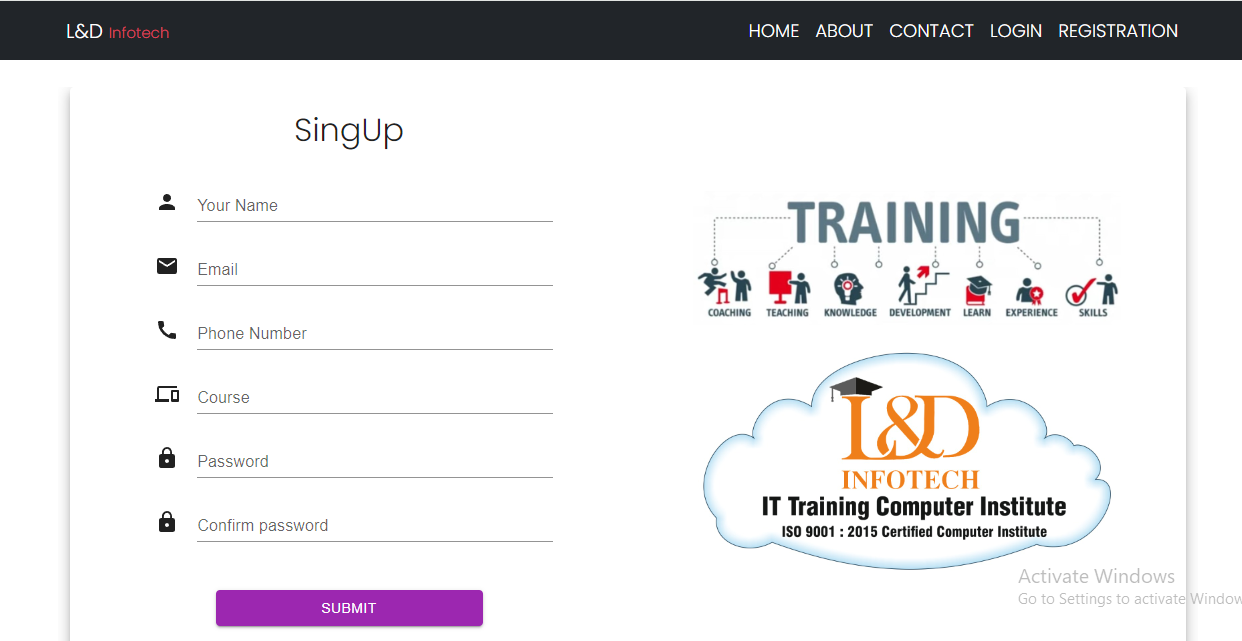 L&D Infotech
HOME ABOUT CONTACT LOGIN REGISTRATION
SingUp
Your Name
Email
Phone Number
Course
Password
Confirm password
SUBMIT
TRAINING
COACHING TEACHING KNOWLEDGE DEVELOPMENT LEARN EXPERIENCE SKILLS
L&D
INFOTECH
IT Training Computer Institute
ISO 9001 : 2015 Certified Computer Institute
Activate Windows
Go to Settings to activate Window